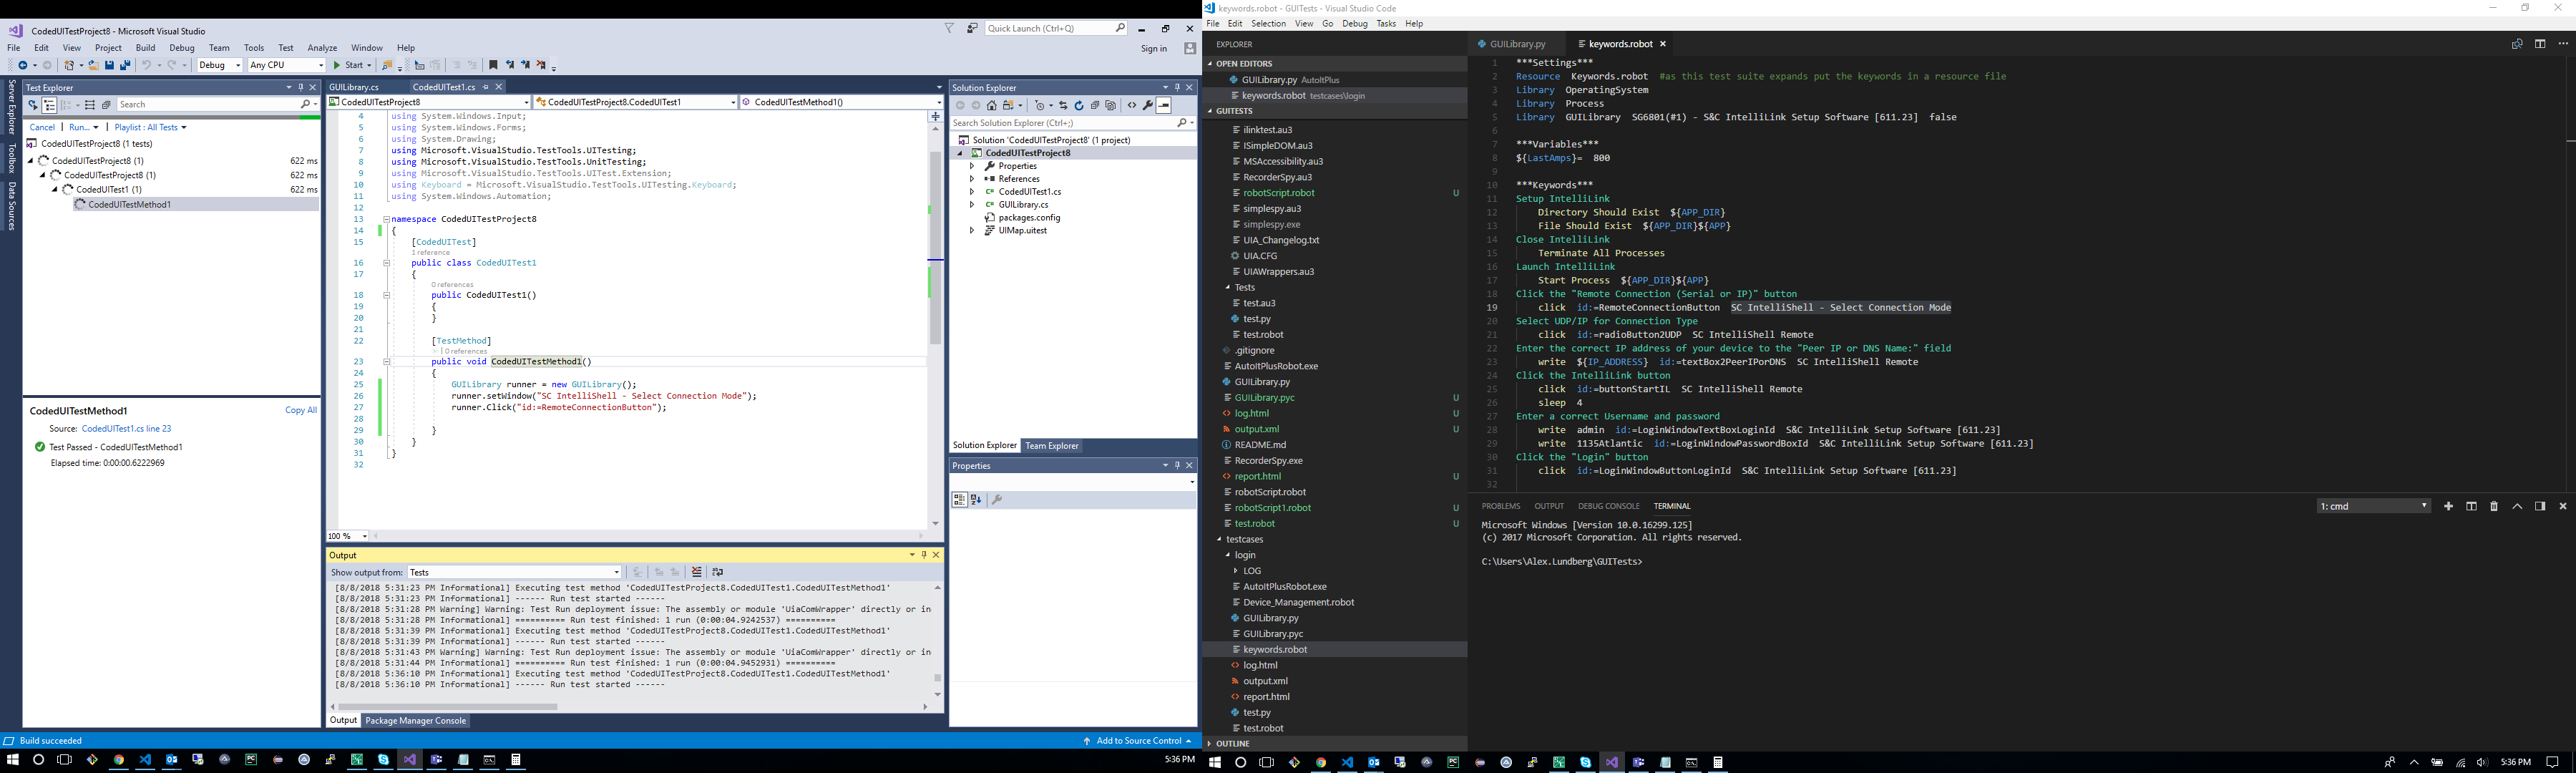 CodedUITestProject8 - Microsoft Visual Studio
Quick Launch (Ctrl+Q)
File Edit View Project Build Debug Team Tools Test Analyze Window Help
Sign in
Debug Any CPU Start
Server Explorer
Toolbox
Data Sources
Test Explorer
Search
Cancel | Run... | Playlist : All Tests
CodedUITestProject8 (1 tests)
CodedUITestProject8 (1) 622 ms
CodedUITestProject8 (1) 622 ms
CodedUITest1 (1) 622 ms
CodedUITestMethod1
CodedUITestMethod1
Copy All
Source: CodedUITest1.cs line 23
Test Passed - CodedUITestMethod1
Elapsed time: 0:00:00.6222969
GUILibrary.cs CodedUITest1.cs
CodedUITestProject8 CodedUITestProject8.CodedUITest1 CodedUITestMethod1()
4 using System.Windows.Input;
5 using System.Windows.Forms;
6 using System.Drawing;
7 using Microsoft.VisualStudio.TestTools.UITesting;
8 using Microsoft.VisualStudio.TestTools.UnitTesting;
9 using Microsoft.VisualStudio.TestTools.UITest.Extension;
10 using Keyboard = Microsoft.VisualStudio.TestTools.UITesting.Keyboard;
11 using System.Windows.Automation;
12
13 namespace CodedUITestProject8
14 {
15 [CodedUITest]
1 reference
16 public class CodedUITest1
17 {
0 references
18 public CodedUITest1()
19 {
20 }
21
22 [TestMethod]
| 0 references
23 public void CodedUITestMethod1()
24 {
25 GUILibrary runner = new GUILibrary();
26 runner.setWindow("SC IntelliShell - Select Connection Mode");
27 runner.Click("id:=RemoteConnectionButton");
28
29 }
30 }
31 }
32
100 %
Output
Show output from: Tests
[8/8/2018 5:31:23 PM Informational] Executing test method 'CodedUITestProject8.CodedUITest1.CodedUITestMethod1'
[8/8/2018 5:31:23 PM Informational] ------ Run test started ------
[8/8/2018 5:31:28 PM Warning] Warning: Test Run deployment issue: The assembly or module 'UiaComWrapper' directly or in
[8/8/2018 5:31:28 PM Informational] ========== Run test finished: 1 run (0:00:04.9242537) ==========
[8/8/2018 5:31:39 PM Informational] Executing test method 'CodedUITestProject8.CodedUITest1.CodedUITestMethod1'
[8/8/2018 5:31:39 PM Informational] ------ Run test started ------
[8/8/2018 5:31:43 PM Warning] Warning: Test Run deployment issue: The assembly or module 'UiaComWrapper' directly or in
[8/8/2018 5:31:44 PM Informational] ========== Run test finished: 1 run (0:00:04.9452931) ==========
[8/8/2018 5:36:10 PM Informational] Executing test method 'CodedUITestProject8.CodedUITest1.CodedUITestMethod1'
[8/8/2018 5:36:10 PM Informational] ------ Run test started ------
Output Package Manager Console
Solution Explorer
Search Solution Explorer (Ctrl+;)
Solution 'CodedUITestProject8' (1 project)
CodedUITestProject8
Properties
References
CodedUITest1.cs
GUILibrary.cs
packages.config
UIMap.uitest
Solution Explorer Team Explorer
Properties
Build succeeded
Add to Source Control
5:36 PM
keywords.robot - GUITests - Visual Studio Code
File Edit Selection View Go Debug Tasks Help
EXPLORER
OPEN EDITORS
GUILibrary.py AutoItPlus
keywords.robot testcases\login
GUITESTS
ilinktest.au3
ISimpleDOM.au3
MSAccessibility.au3
RecorderSpy.au3
robotScript.robot U
simplespy.au3
simplespy.exe
UIA_Changelog.txt
UIA.CFG
UIAWrappers.au3
Tests
test.au3
test.py
test.robot
.gitignore
AutoItPlusRobot.exe
GUILibrary.py
GUILibrary.pyc U
log.html U
output.xml U
README.md
RecorderSpy.exe
report.html U
robotScript.robot
robotScript1.robot U
test.robot U
testcases
login
LOG
AutoItPlusRobot.exe
Device_Management.robot
GUILibrary.py
GUILibrary.pyc
keywords.robot
log.html
output.xml
report.html
test.py
test.robot
OUTLINE
GUILibrary.py keywords.robot
1 ***Settings***
2 Resource Keywords.robot #as this test suite expands put the keywords in a resource file
3 Library OperatingSystem
4 Library Process
5 Library GUILibrary SG6801(#1) - S&C IntelliLink Setup Software [611.23] false
6
7 ***Variables***
8 ${LastAmps}= 800
9
10 ***Keywords***
11 Setup IntelliLink
12 Directory Should Exist ${APP_DIR}
13 File Should Exist ${APP_DIR}${APP}
14 Close IntelliLink
15 Terminate All Processes
16 Launch IntelliLink
17 Start Process ${APP_DIR}${APP}
18 Click the "Remote Connection (Serial or IP)" button
19 click id:=RemoteConnectionButton SC IntelliShell - Select Connection Mode
20 Select UDP/IP for Connection Type
21 click id:=radioButton2UDP SC IntelliShell Remote
22 Enter the correct IP address of your device to the "Peer IP or DNS Name:" field
23 write ${IP_ADDRESS} id:=textBox2PeerIPorDNS SC IntelliShell Remote
24 Click the IntelliLink button
25 click id:=buttonStartIL SC IntelliShell Remote
26 sleep 4
27 Enter a correct Username and password
28 write admin id:=LoginWindowTextBoxLoginId S&C IntelliLink Setup Software [611.23]
29 write 1135Atlantic id:=LoginWindowPasswordBoxId S&C IntelliLink Setup Software [611.23]
30 Click the "Login" button
31 click id:=LoginWindowButtonLoginId S&C IntelliLink Setup Software [611.23]
32
PROBLEMS OUTPUT DEBUG CONSOLE TERMINAL
1: cmd
Microsoft Windows [Version 10.0.16299.125]
(c) 2017 Microsoft Corporation. All rights reserved.
C:\Users\Alex.Lundberg\GUITests>
5:36 PM